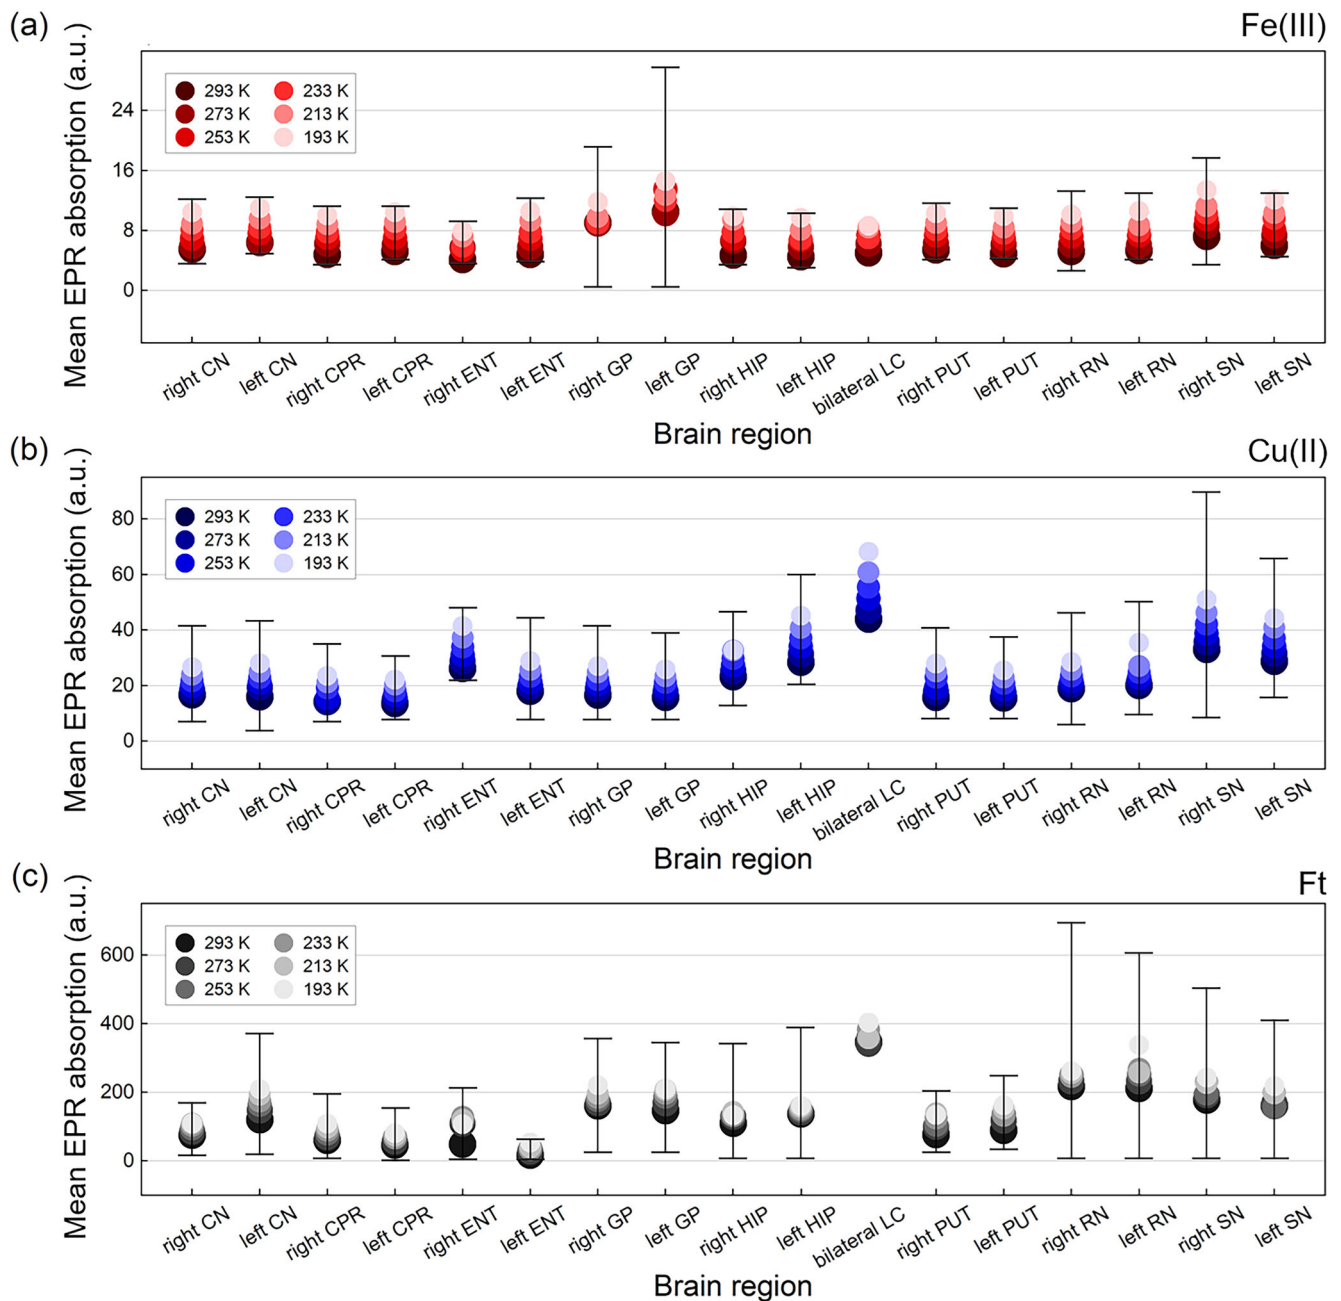 (a)
Fe(III)
Mean EPR absorption (a.u.)
24
16
8
0
293 K 233 K
273 K 213 K
253 K 193 K
right CN left CN right CPR left CPR right ENT left ENT right GP left GP right HIP left HIP bilateral LC right PUT left PUT right RN left RN right SN left SN
Brain region
(b)
Cu(II)
Mean EPR absorption (a.u.)
80
60
40
20
0
293 K 233 K
273 K 213 K
253 K 193 K
right CN left CN right CPR left CPR right ENT left ENT right GP left GP right HIP left HIP bilateral LC right PUT left PUT right RN left RN right SN left SN
Brain region
(c)
Ft
Mean EPR absorption (a.u.)
600
400
200
0
293 K 233 K
273 K 213 K
253 K 193 K
right CN left CN right CPR left CPR right ENT left ENT right GP left GP right HIP left HIP bilateral LC right PUT left PUT right RN left RN right SN left SN
Brain region